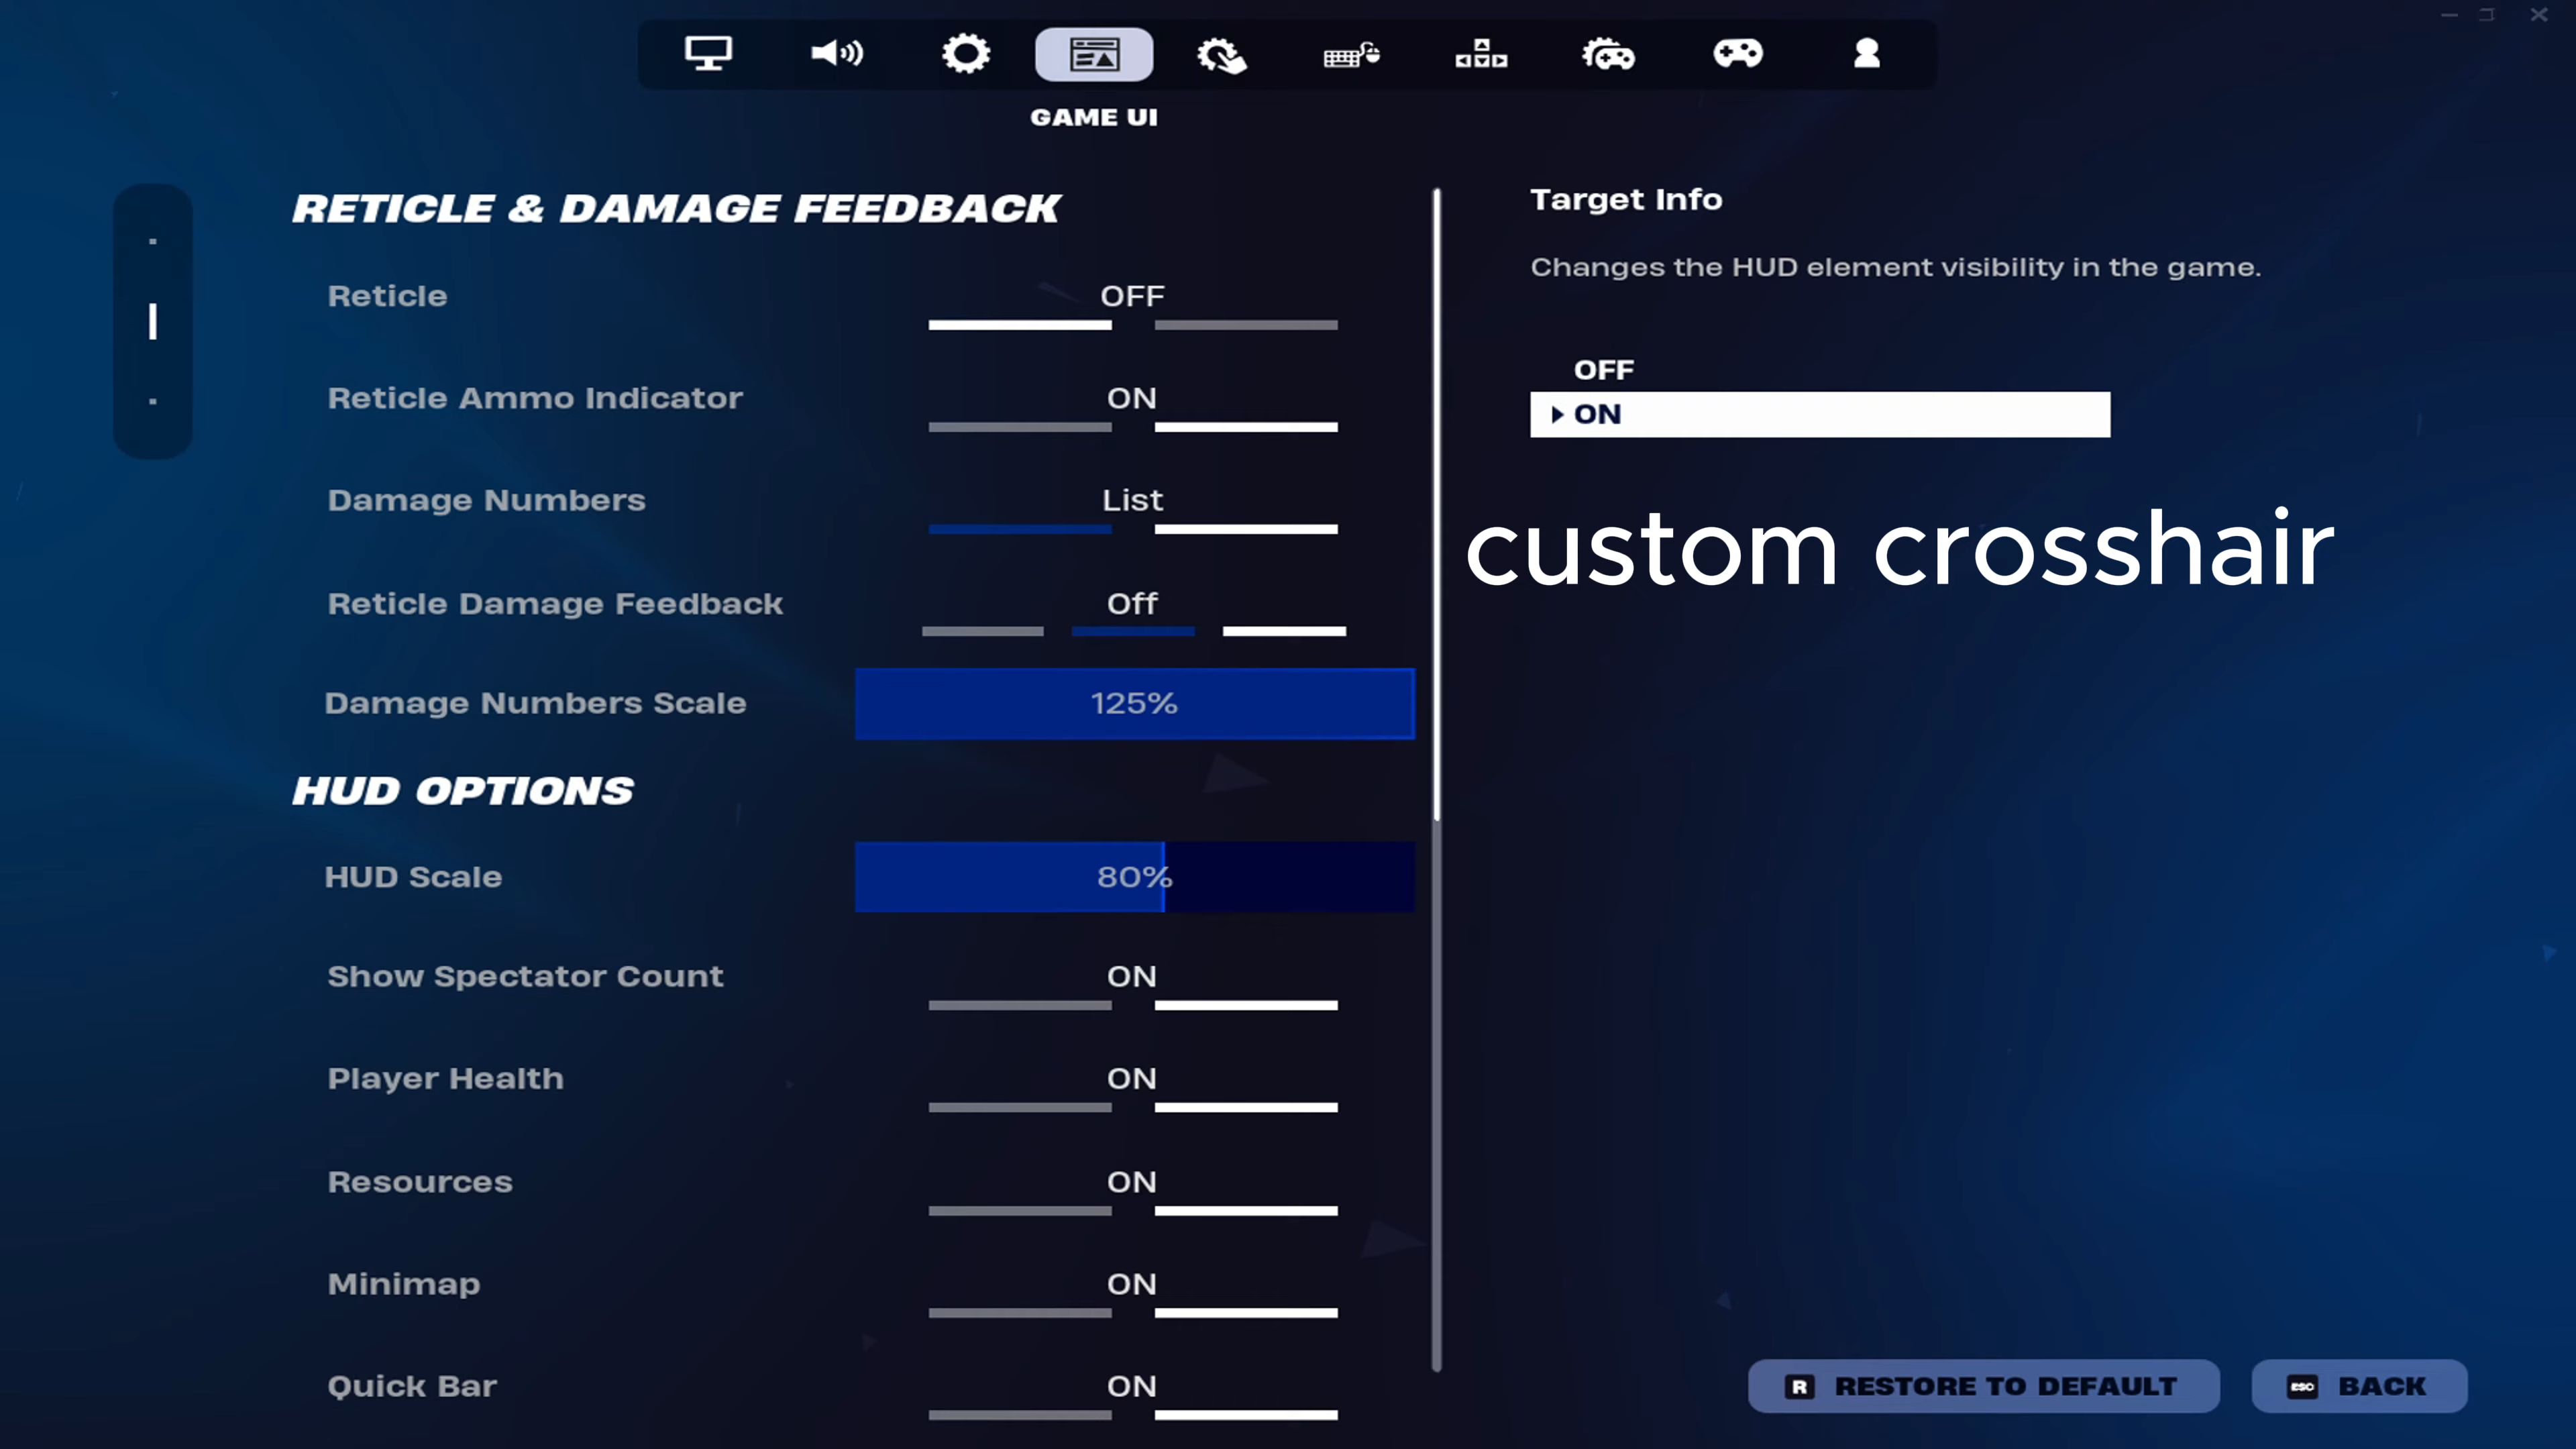 GAME UI
RETICLE & DAMAGE FEEDBACK
Reticle OFF
Reticle Ammo Indicator ON
Damage Numbers List
Reticle Damage Feedback Off
Damage Numbers Scale 125%
HUD OPTIONS
HUD Scale 80%
Show Spectator Count ON
Player Health ON
Resources ON
Minimap ON
Quick Bar ON
Target Info
Changes the HUD element visibility in the game.
OFF
ON
custom crosshair
R RESTORE TO DEFAULT
ESC BACK